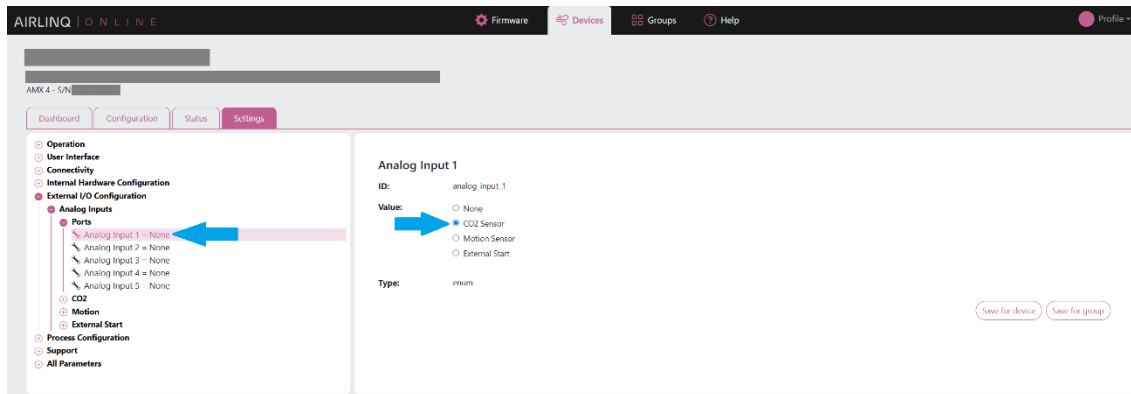 AIRLINQ | ONLINE
Firmware
Devices
Groups
? Help
Profile
AMX 4 - S/N
Dashboard
Configuration
Status
Settings
Operation
User Interface
Connectivity
Internal Hardware Configuration
External I/O Configuration
Analog Inputs
Ports
Analog Input 1 = None
Analog Input 2 = None
Analog Input 3 = None
Analog Input 4 = None
Analog Input 5 = None
CO2
Motion
External Start
Process Configuration
Support
All Parameters
Analog Input 1
ID: analog_input_1
Value: None
CO2 Sensor
Motion Sensor
External Start
Type: enum
Save for device
Save for group